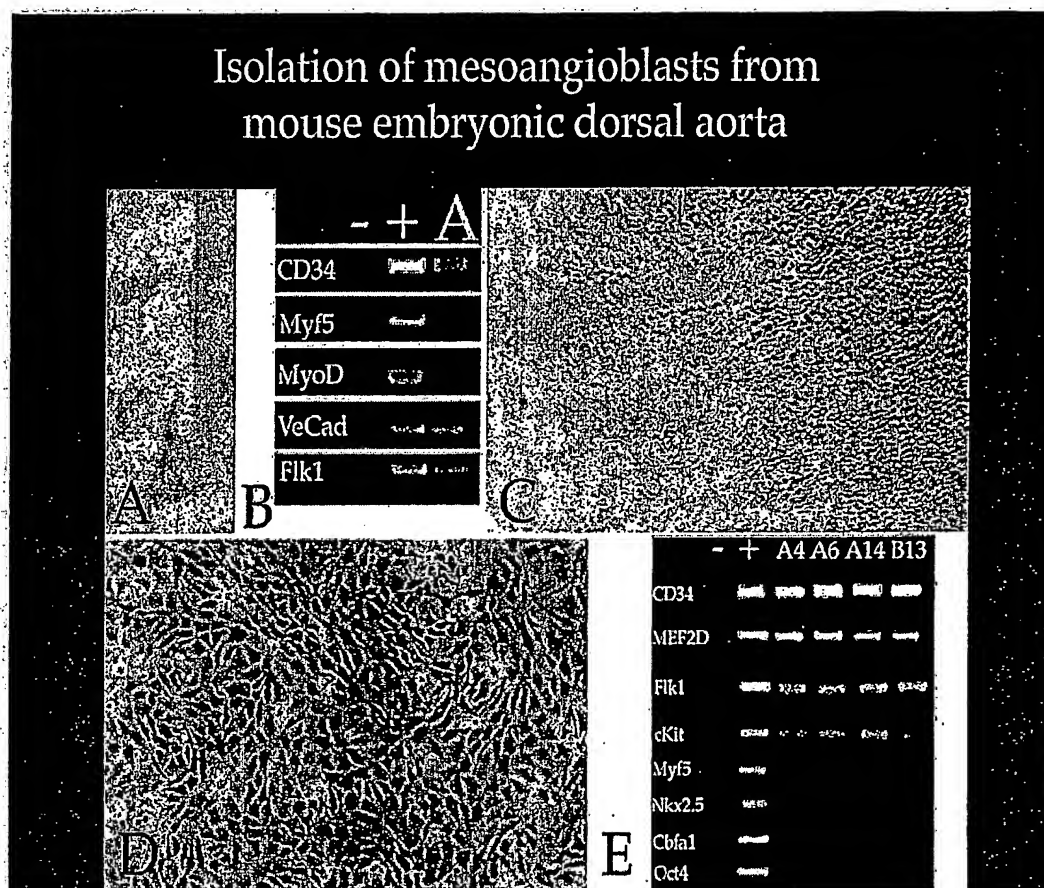 Isolation of mesoangioblasts from
mouse embryonic dorsal aorta
A
B
- + A
CD34
Myf5
MyoD
VeCad
Flk1
C
D
E
- + A4 A6 A14 B13
CD34
MEF2D
Flk1
cKit
Myf5
Nkx2.5
Cbfa1
Oct4